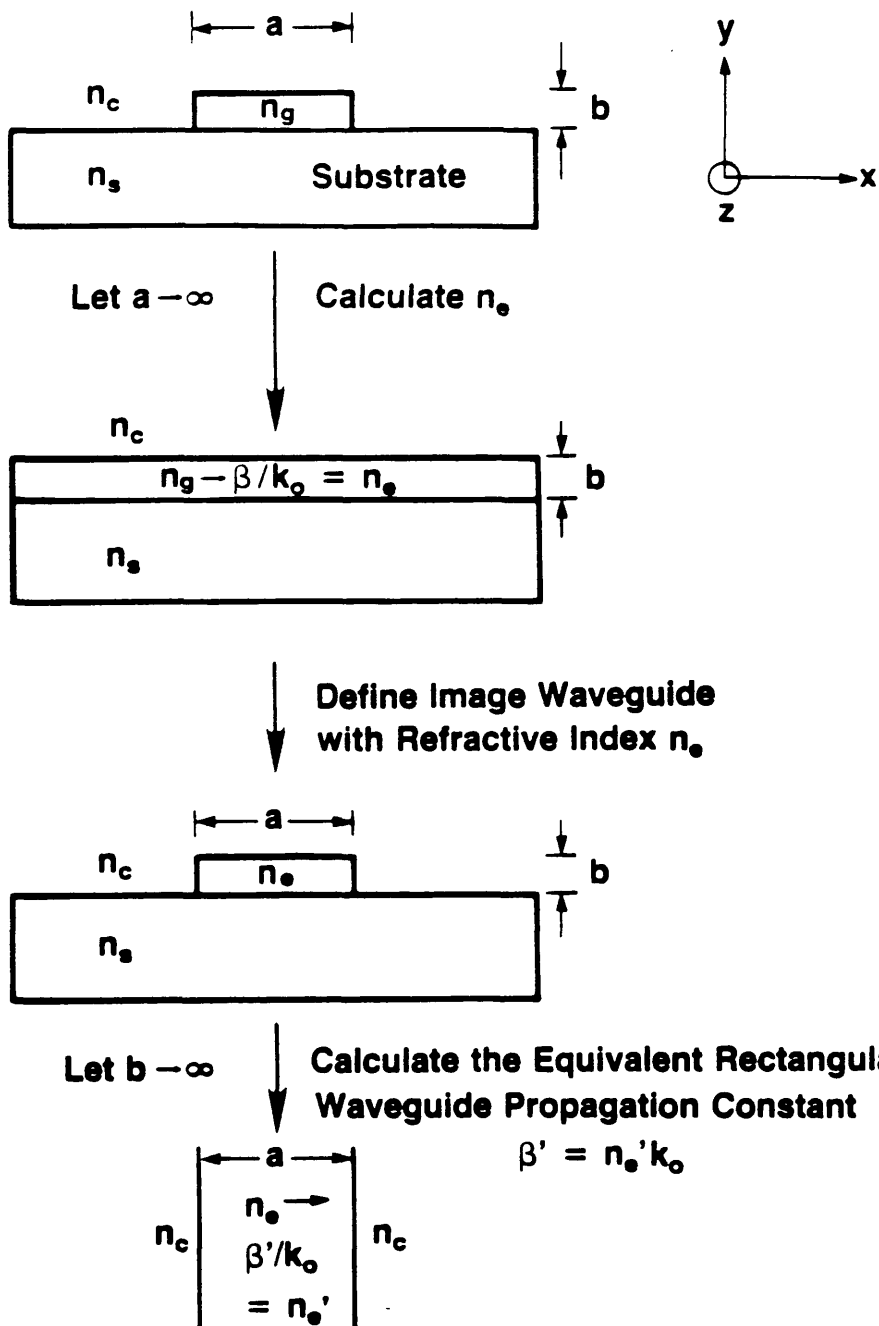 a
y
n_c
n_g
b
n_s Substrate
x
z
Let a → ∞ Calculate n_e
n_c
n_g – β/k_o = n_e
b
n_s
Define Image Waveguide
with Refractive Index n_e
a
n_c
n_e
b
n_s
Let b → ∞ Calculate the Equivalent Rectangula
Waveguide Propagation Constant
β' = n_e'k_o
a
n_e →
n_c
n_c
β'/k_o
= n_e'